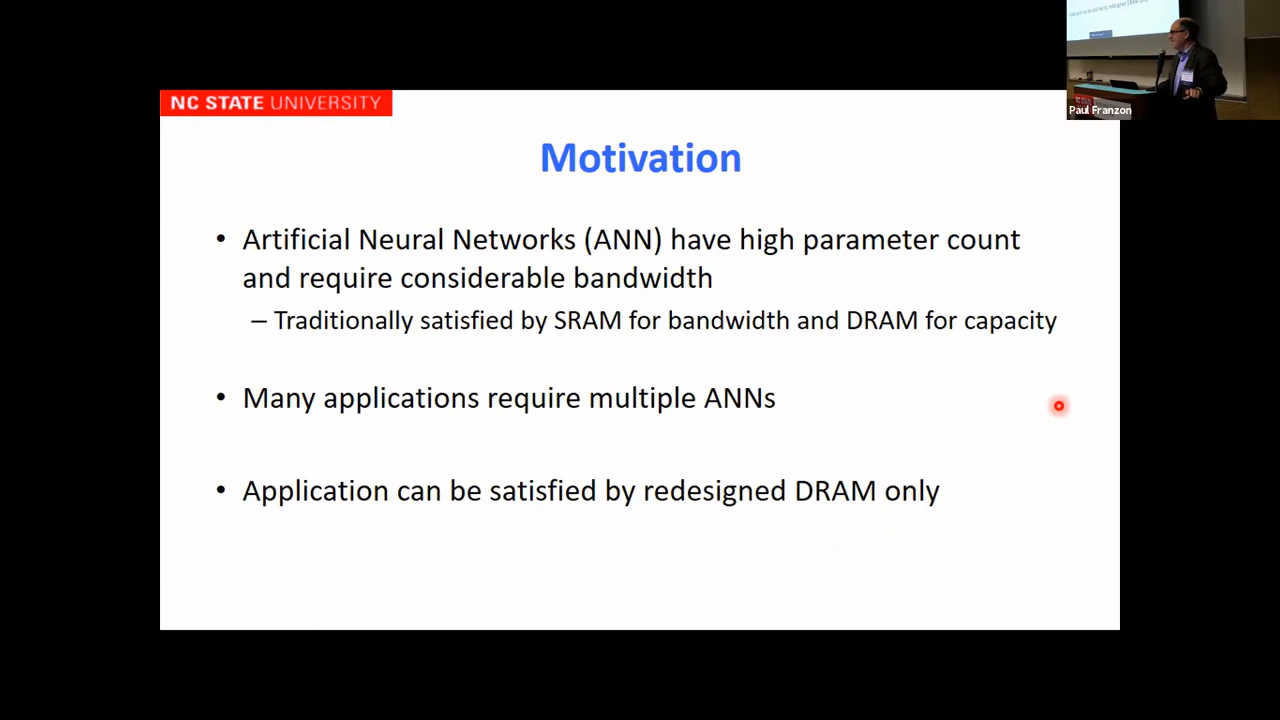 NC STATE UNIVERSITY
Paul Franzon
Motivation
• Artificial Neural Networks (ANN) have high parameter count
and require considerable bandwidth
– Traditionally satisfied by SRAM for bandwidth and DRAM for capacity
• Many applications require multiple ANNs
• Application can be satisfied by redesigned DRAM only